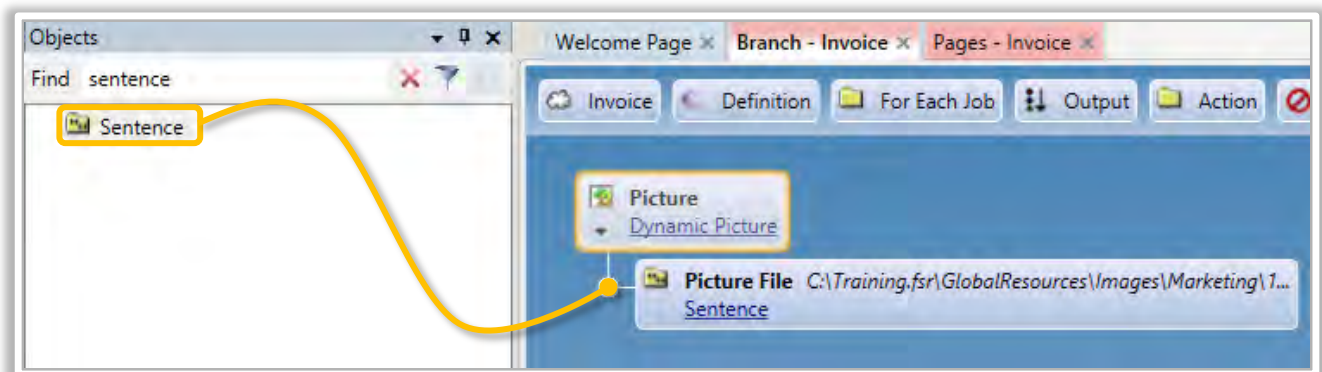 Objects
Find sentence
Sentence
Welcome Page Branch - Invoice Pages - Invoice
Invoice Definition For Each Job Output Action
Picture
Dynamic Picture
Picture File C:\Training.fsr\GlobalResources\Images\Marketing\1...
Sentence